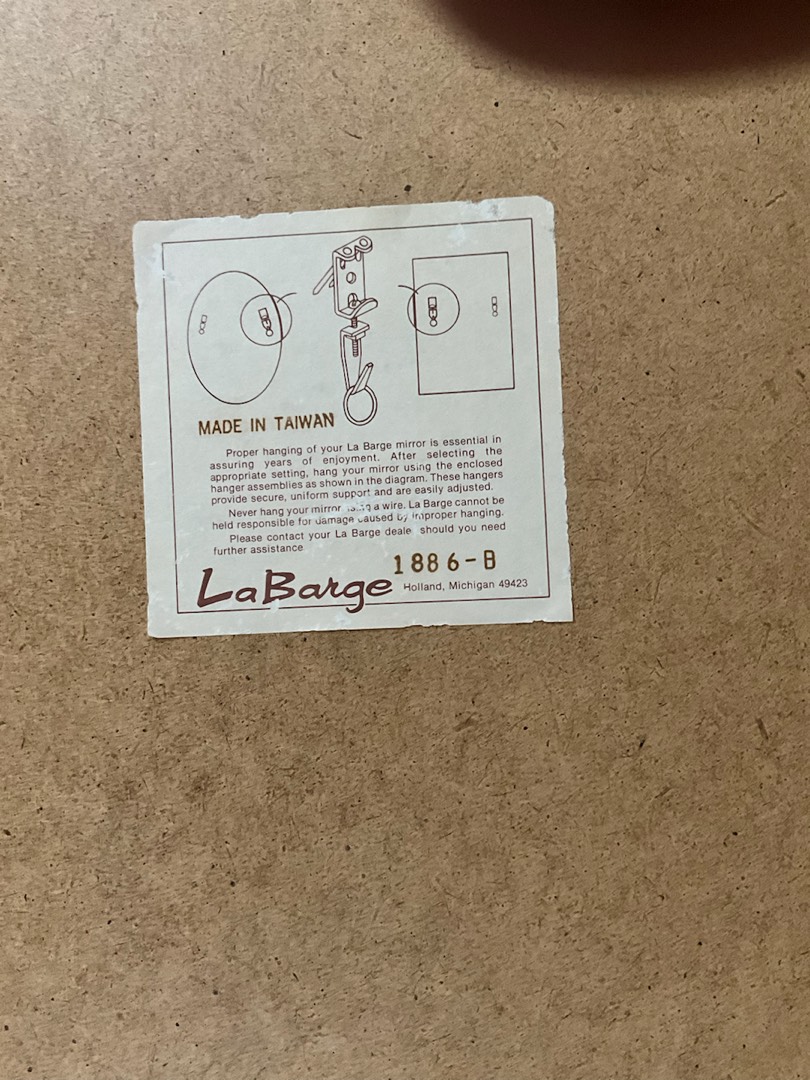 MADE IN TAIWAN
Proper hanging of your La Barge mirror is essential in
assuring years of enjoyment. After selecting the
appropriate setting, hang your mirror using the enclosed
hanger assemblies as shown in the diagram. These hangers
provide secure, uniform support and are easily adjusted.
Never hang your mirror using a wire. La Barge cannot be
held responsible for damage caused by improper hanging.
Please contact your La Barge dealer should you need
further assistance
1886-B
LaBarge Holland, Michigan 49423